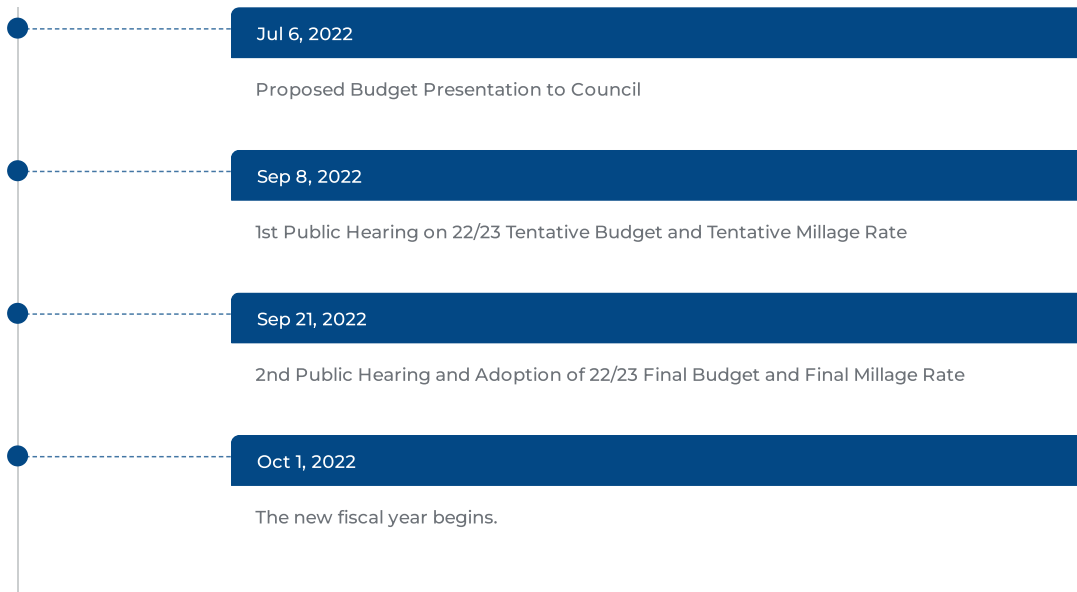 Jul 6, 2022
Proposed Budget Presentation to Council
Sep 8, 2022
1st Public Hearing on 22/23 Tentative Budget and Tentative Millage Rate
Sep 21, 2022
2nd Public Hearing and Adoption of 22/23 Final Budget and Final Millage Rate
Oct 1, 2022
The new fiscal year begins.